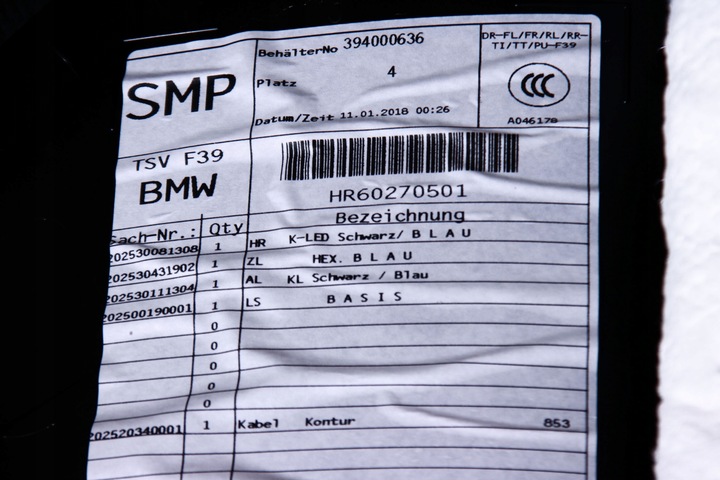 SMP
BehälterNo 394000636
Platz 4
Datum/Zeit 11.01.2018 00:26
DR-FL/FR/RL/RR-
TI/TT/PU-F39
CCC
A046178
TSV F39
BMW
HR60270501
Bezeichnung
Sach-Nr.: Qty
202530081308 1 HR K-LED Schwarz/ B L A U
202530431902 1 ZL HEX. B L A U
202530111304 1 AL KL Schwarz / Blau
202500190001 1 LS B A S I S
0
0
0
0
0
202520340001 1 Kabel Kontur 853